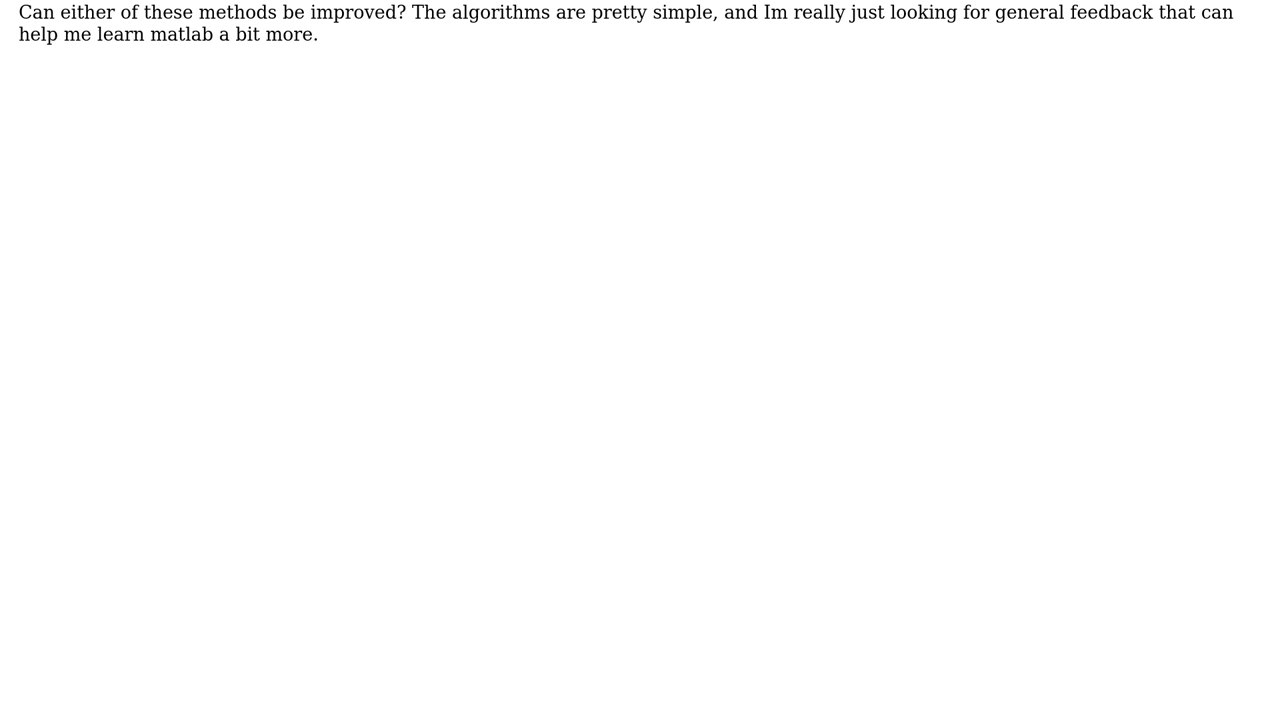 Can either of these methods be improved? The algorithms are pretty simple, and Im really just looking for general feedback that can
help me learn matlab a bit more.